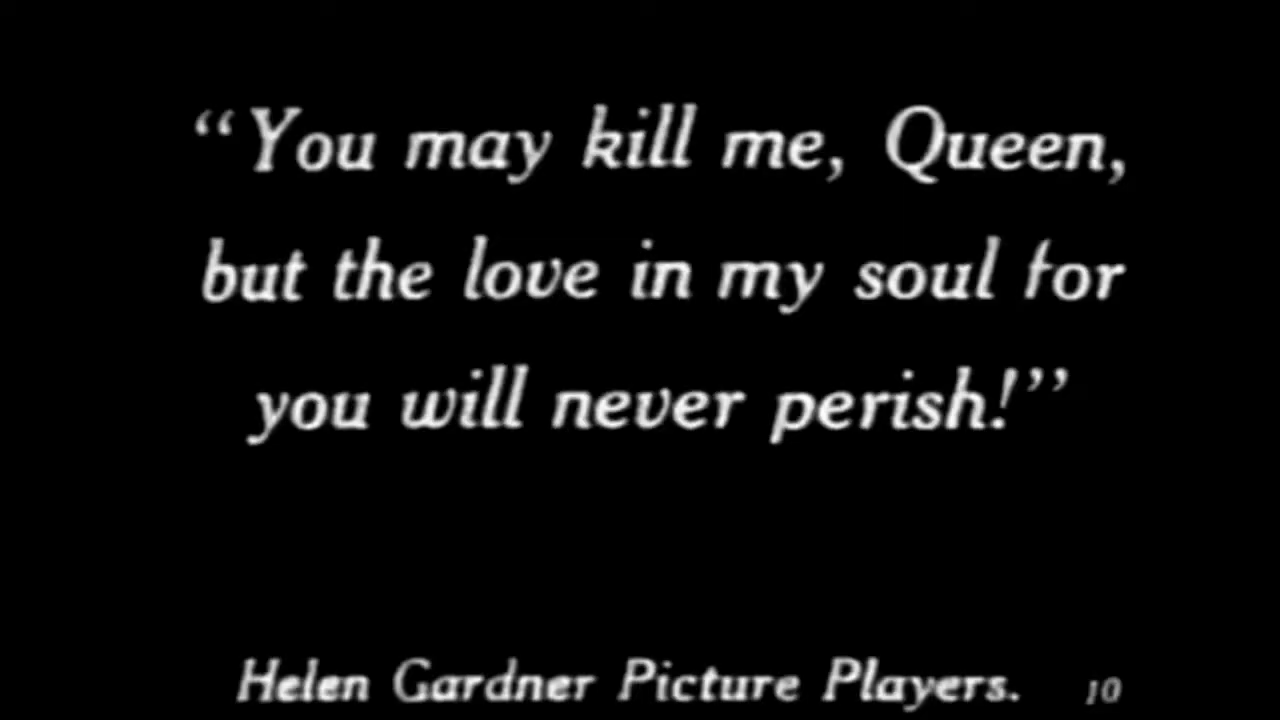 “You may kill me, Queen,
but the love in my soul for
you will never perish!”
Helen Gardner Picture Players. 10